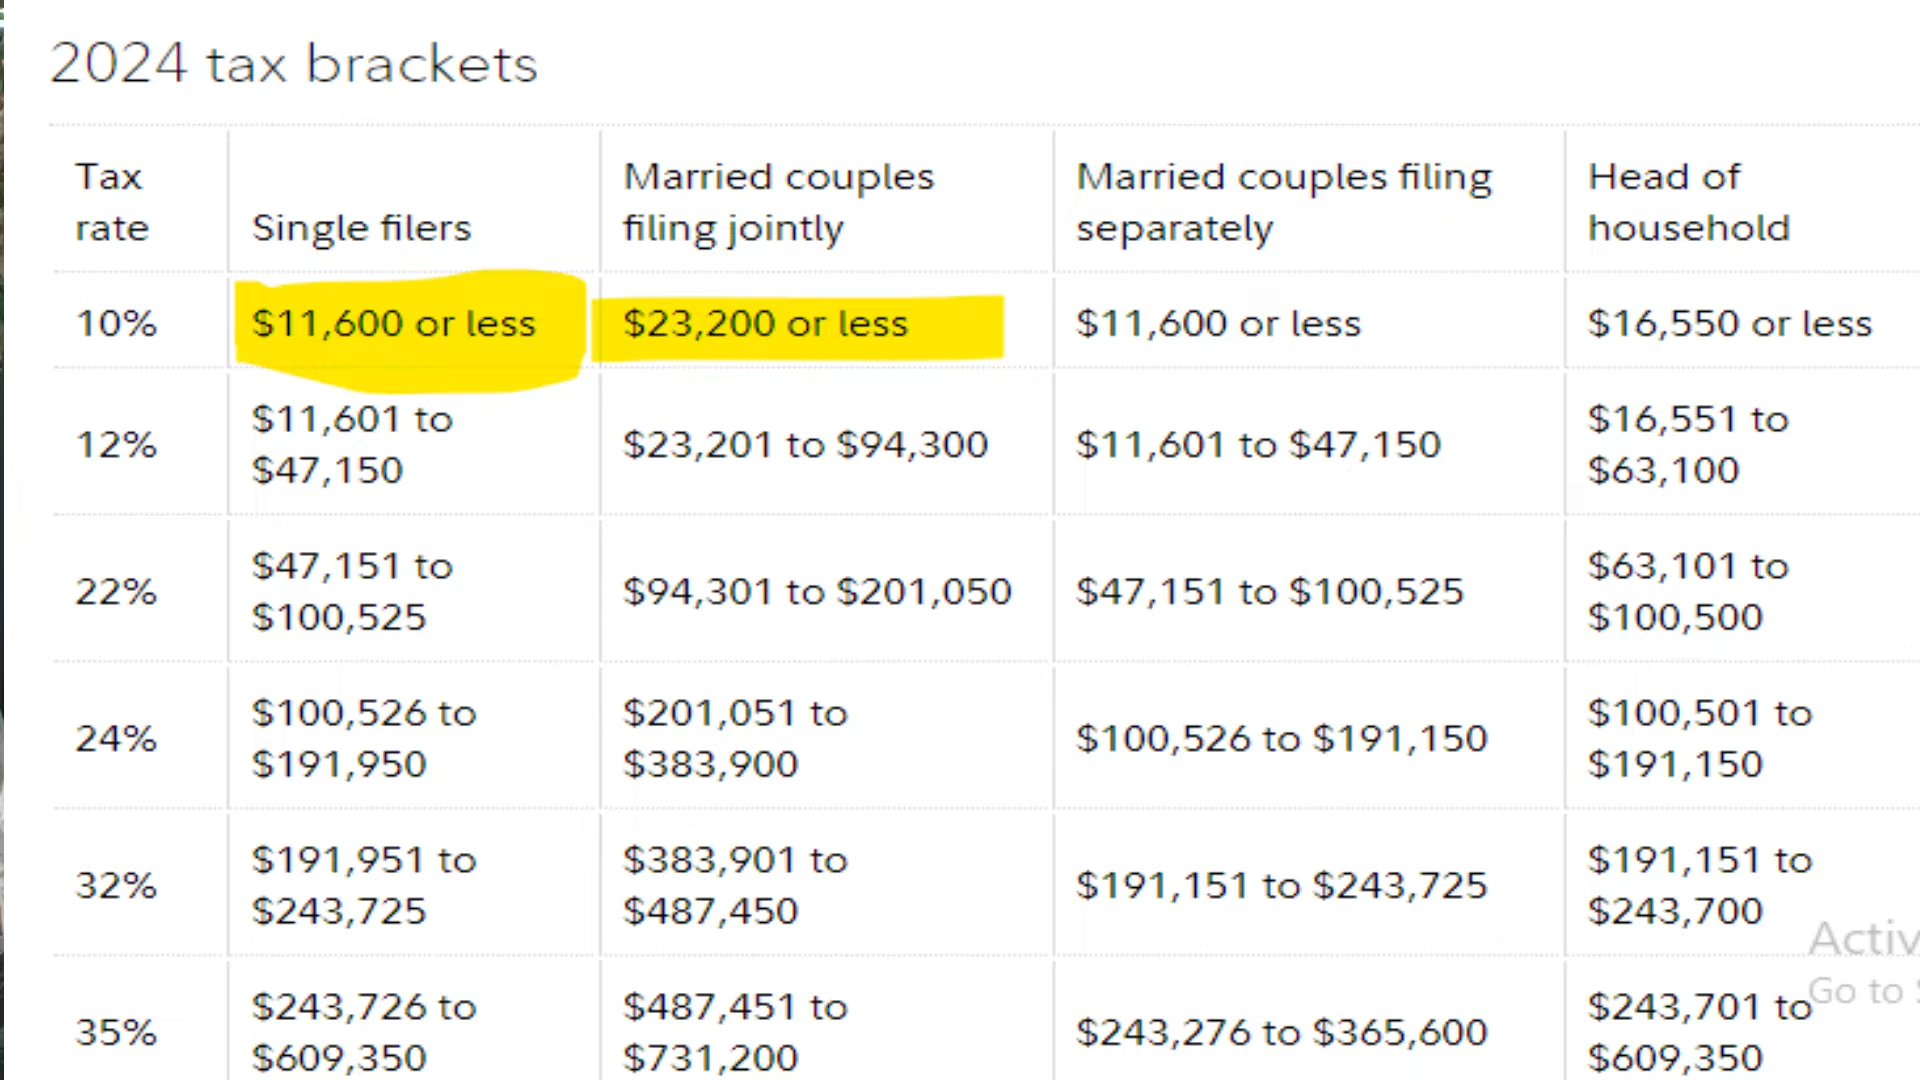 2024 tax brackets
Tax
rate
Single filers
Married couples
filing jointly
Married couples filing
separately
Head of
household
10%
$11,600 or less
$23,200 or less
$11,600 or less
$16,550 or less
12%
$11,601 to
$47,150
$23,201 to $94,300
$11,601 to $47,150
$16,551 to
$63,100
22%
$47,151 to
$100,525
$94,301 to $201,050
$47,151 to $100,525
$63,101 to
$100,500
24%
$100,526 to
$191,950
$201,051 to
$383,900
$100,526 to $191,150
$100,501 to
$191,150
32%
$191,951 to
$243,725
$383,901 to
$487,450
$191,151 to $243,725
$191,151 to
$243,700
35%
$243,726 to
$609,350
$487,451 to
$731,200
$243,276 to $365,600
$243,701 to
$609,350
Activ
Go to